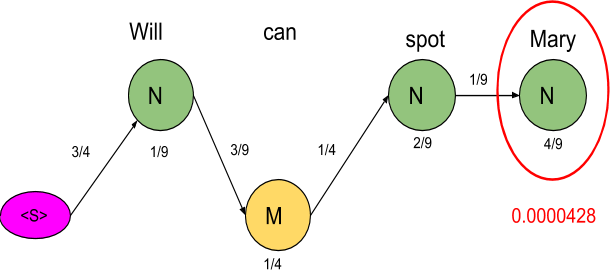 Will can spot Mary
1/9
N N N
3/4 1/9 3/9 1/4 2/9 4/9
<S> M 0.0000428
1/4